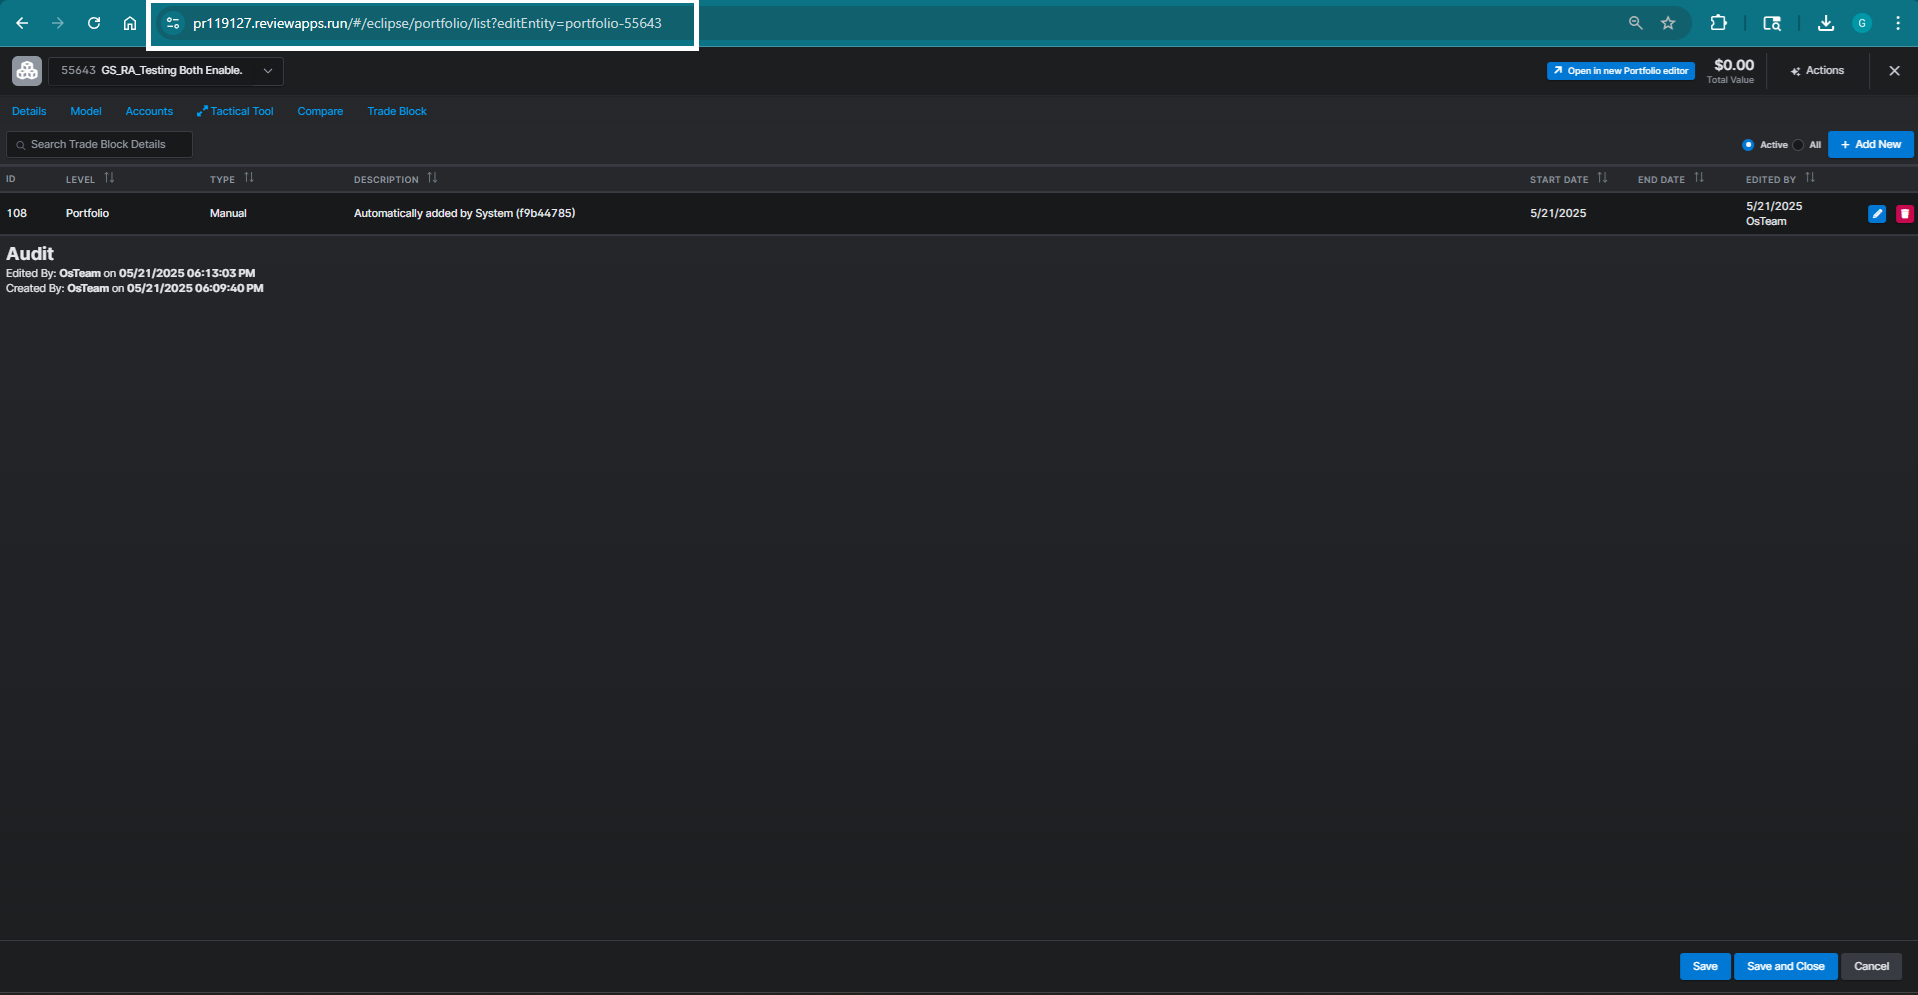 pr119127.reviewapps.run/#/eclipse/portfolio/list?editEntity=portfolio-55643
G
55643 GS_RA_Testing Both Enable.
Open in new Portfolio editor
$0.00
Total Value
Actions
Details Model Accounts Tactical Tool Compare Trade Block
Search Trade Block Details
Active All + Add New
ID LEVEL TYPE DESCRIPTION START DATE END DATE EDITED BY
108 Portfolio Manual Automatically added by System (f9b44785) 5/21/2025 5/21/2025
OsTeam
Audit
Edited By: OsTeam on 05/21/2025 06:13:03 PM
Created By: OsTeam on 05/21/2025 06:09:40 PM
Save Save and Close Cancel